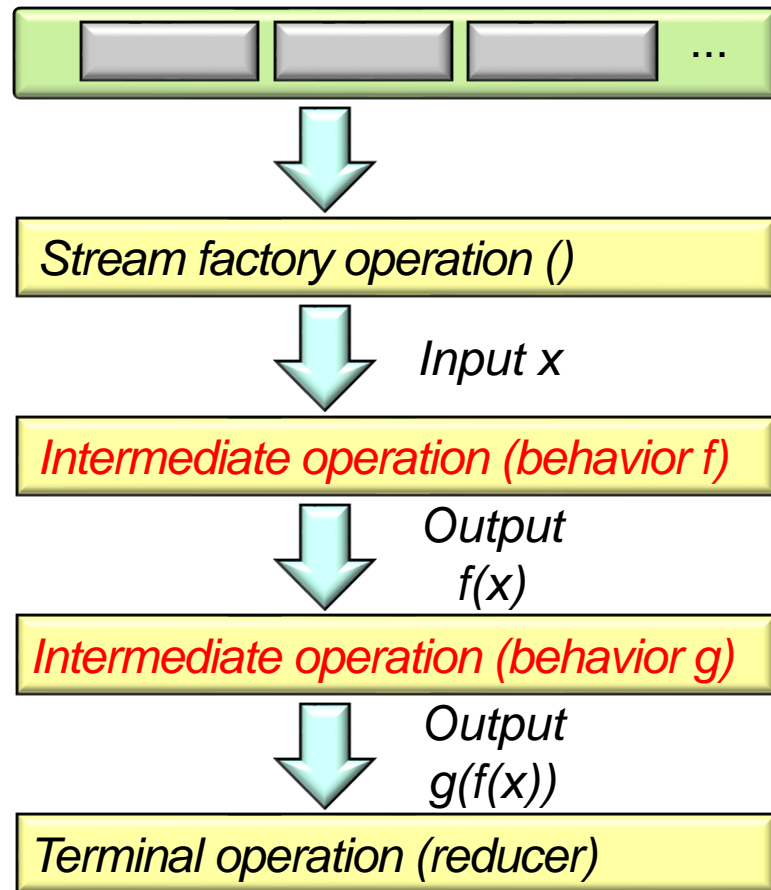 ...
Stream factory operation ()
Input x
Intermediate operation (behavior f)
Output
f(x)
Intermediate operation (behavior g)
Output
g(f(x))
Terminal operation (reducer)